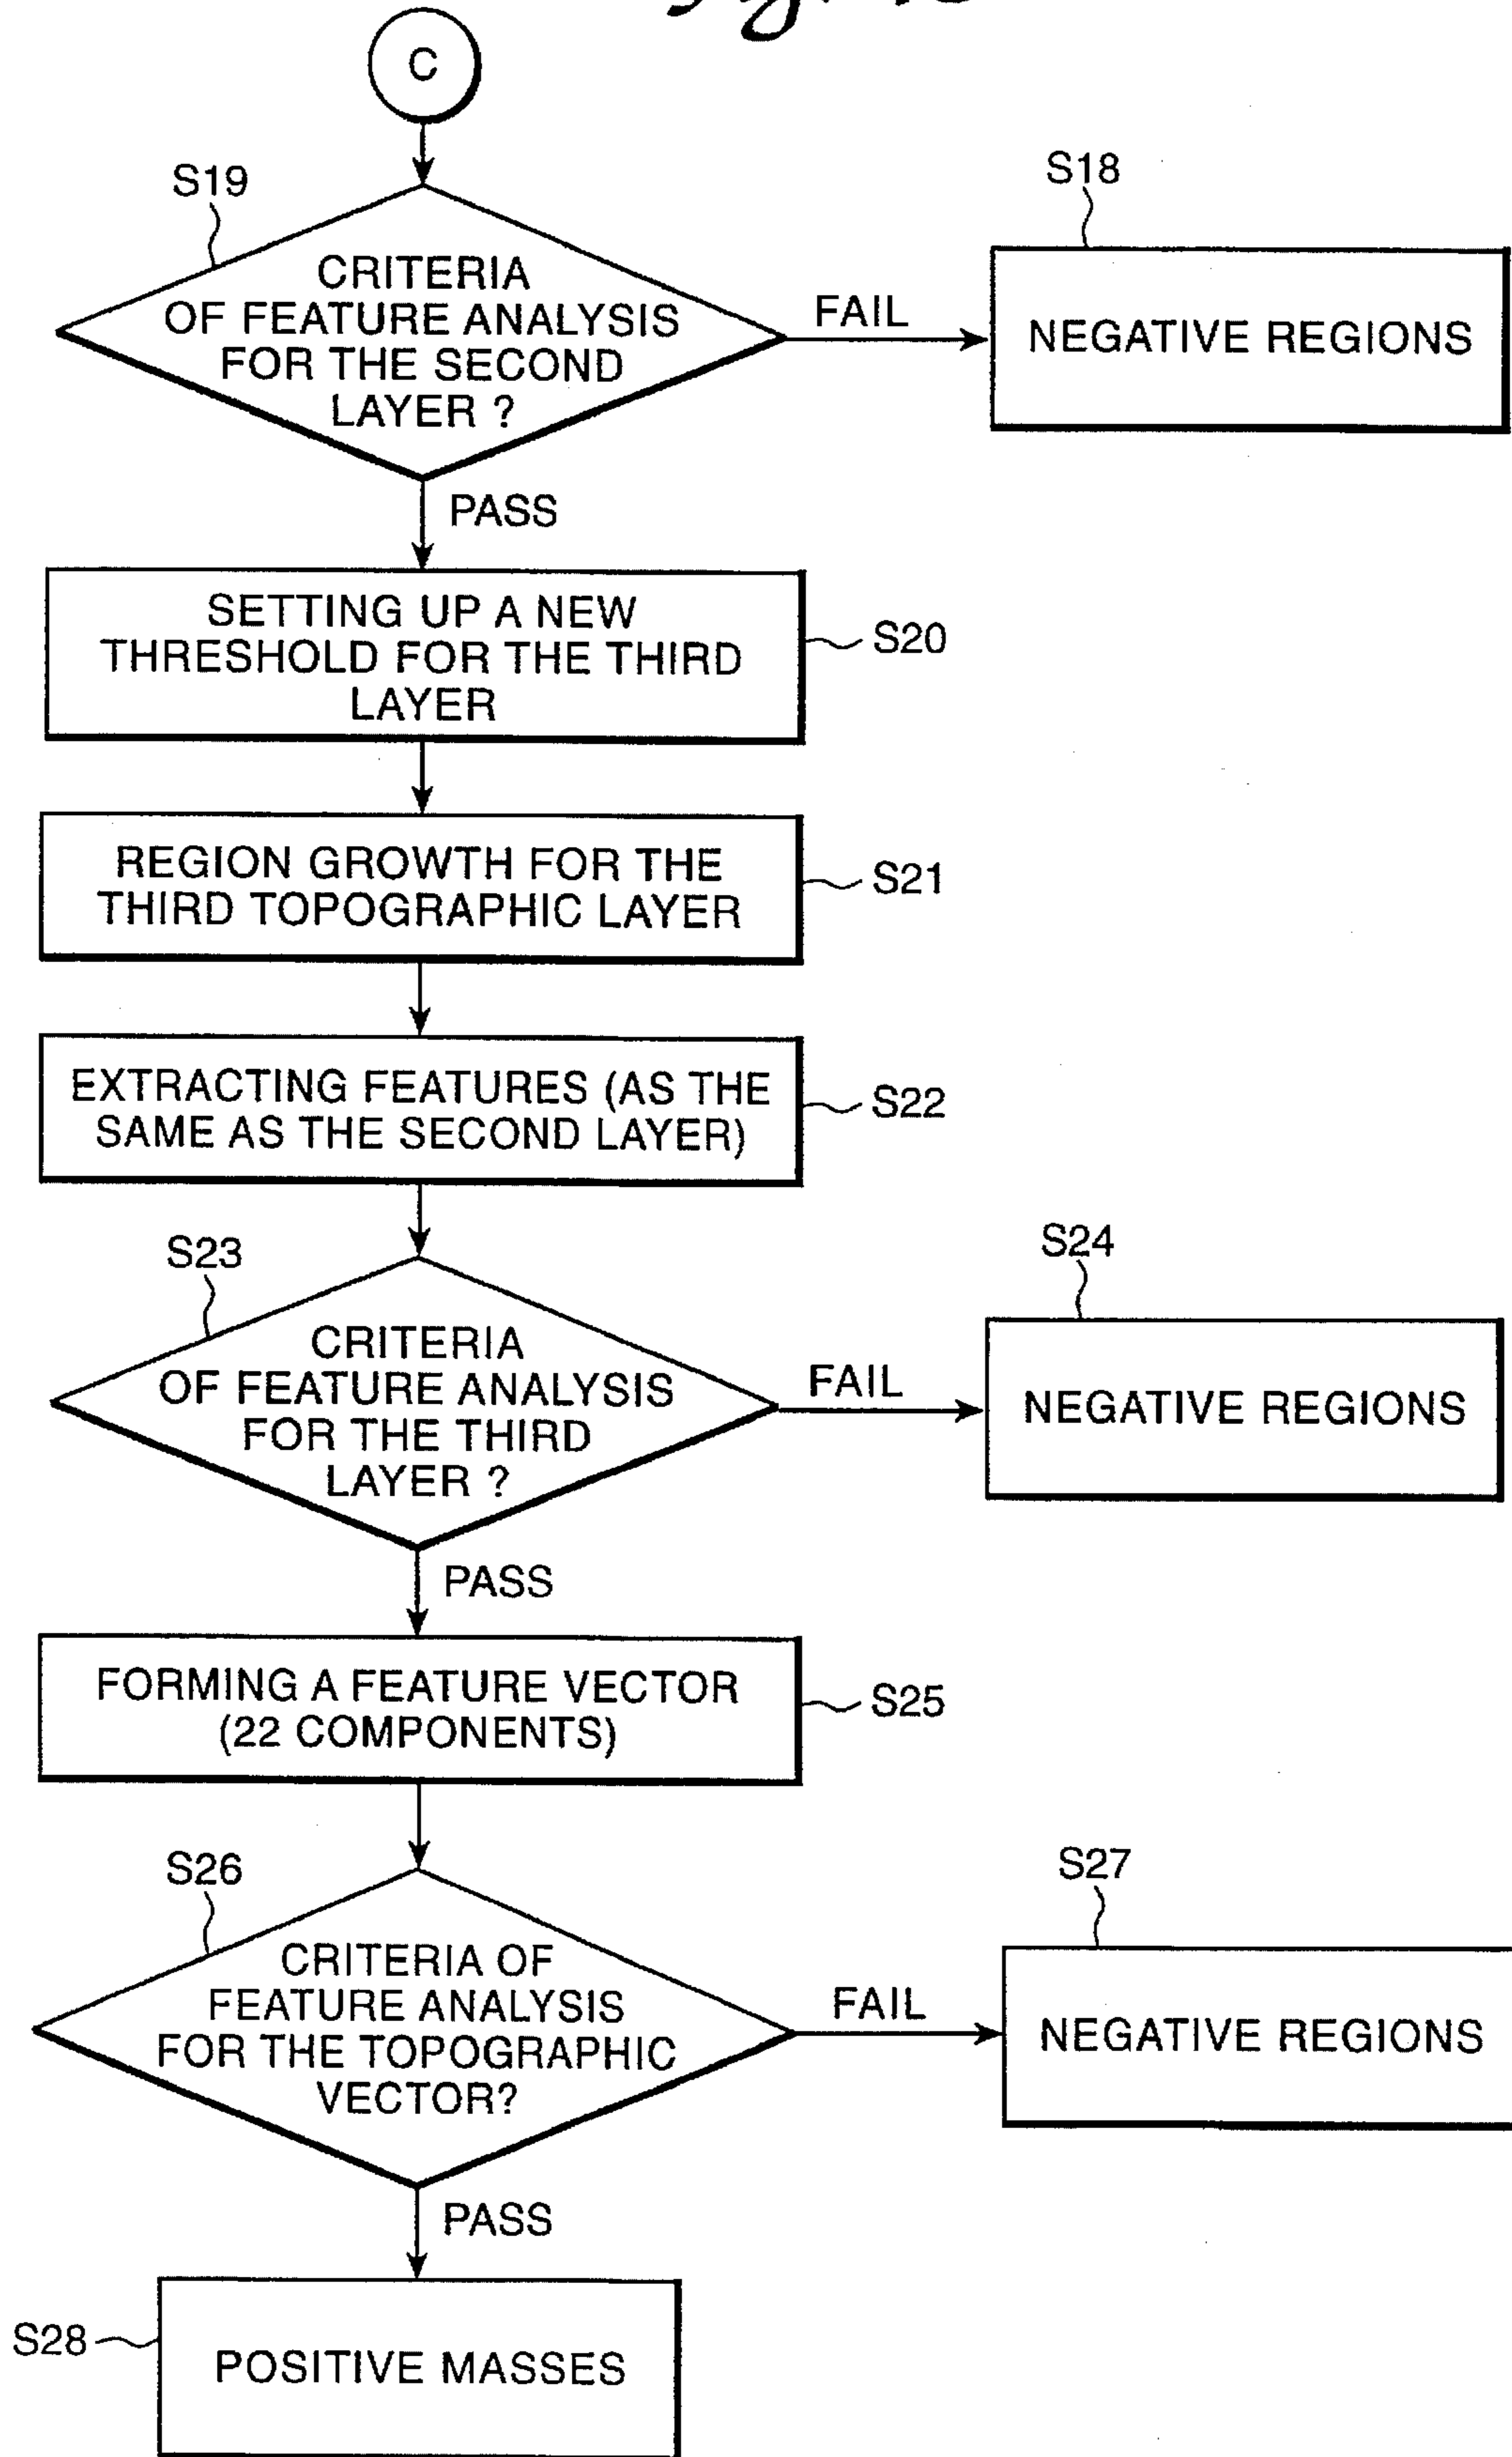 C
S19
CRITERIA
OF FEATURE ANALYSIS
FOR THE SECOND
LAYER ?
FAIL
S18
NEGATIVE REGIONS
PASS
SETTING UP A NEW
THRESHOLD FOR THE THIRD
LAYER
S20
REGION GROWTH FOR THE
THIRD TOPOGRAPHIC LAYER
S21
EXTRACTING FEATURES (AS THE
SAME AS THE SECOND LAYER)
S22
S23
CRITERIA
OF FEATURE ANALYSIS
FOR THE THIRD
LAYER ?
FAIL
S24
NEGATIVE REGIONS
PASS
FORMING A FEATURE VECTOR
(22 COMPONENTS)
S25
S26
CRITERIA OF
FEATURE ANALYSIS
FOR THE TOPOGRAPHIC
VECTOR?
FAIL
S27
NEGATIVE REGIONS
PASS
S28
POSITIVE MASSES